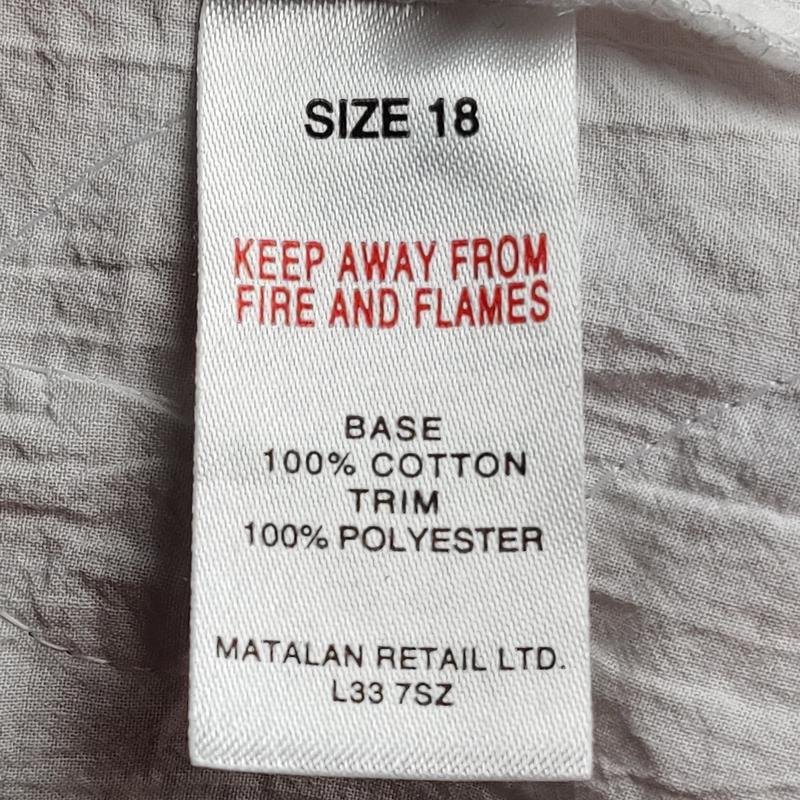 SIZE 18
KEEP AWAY FROM
FIRE AND FLAMES
BASE
100% COTTON
TRIM
100% POLYESTER
MATALAN RETAIL LTD.
L33 7SZ